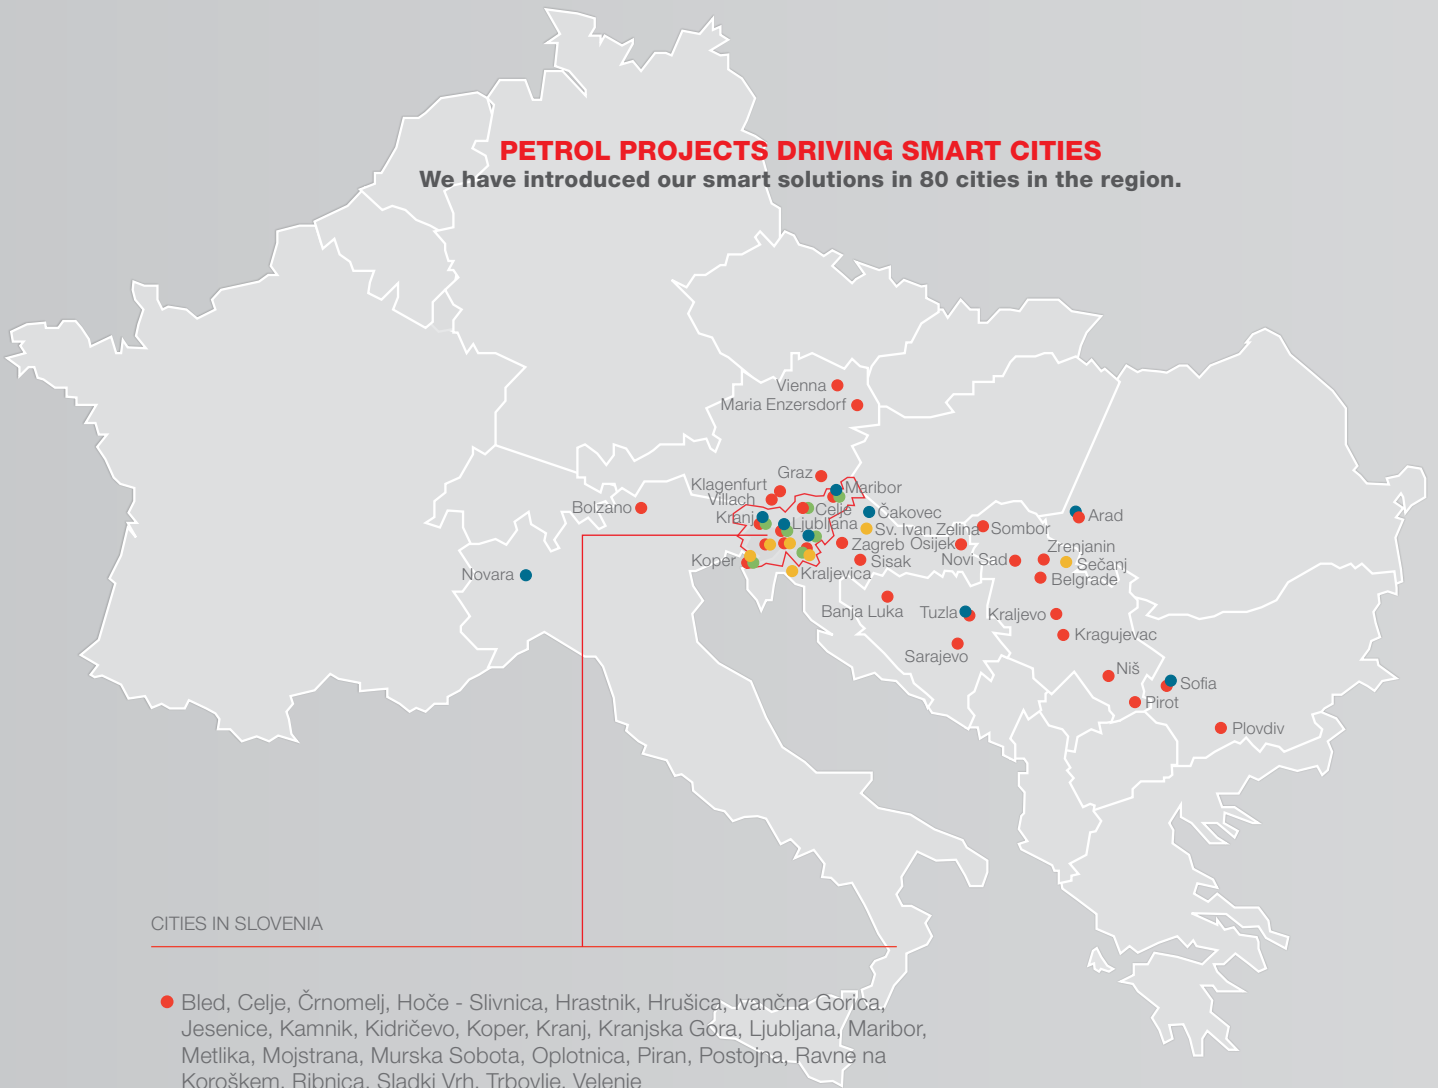 PETROL PROJECTS DRIVING SMART CITIES
We have introduced our smart solutions in 80 cities in the region.
Vienna
Maria Enzersdorf
Graz
Klagenfurt
Villach
Maribor
Bolzano
Celje
Kranj
Ljubljana
Čakovec
Sv. Ivan Zelina
Sombor
Arad
Zagreb
Osijek
Zrenjanin
Koper
Sisak
Novi Sad
Šečanj
Novara
Kraljevica
Belgrade
Banja Luka
Tuzla
Kraljevo
Kragujevac
Sarajevo
Niš
Sofia
Pirot
Plovdiv
CITIES IN SLOVENIA
Bled, Celje, Črnomelj, Hoče - Slivnica, Hrastnik, Hrušica, Ivančna Gorica,
Jesenice, Kamnik, Kidričevo, Koper, Kranj, Kranjska Gora, Ljubljana, Maribor,
Metlika, Mojstrana, Murska Sobota, Oplotnica, Piran, Postojna, Ravne na
Koroškem, Ribnica, Sladki Vrh, Trbovlje, Velenje